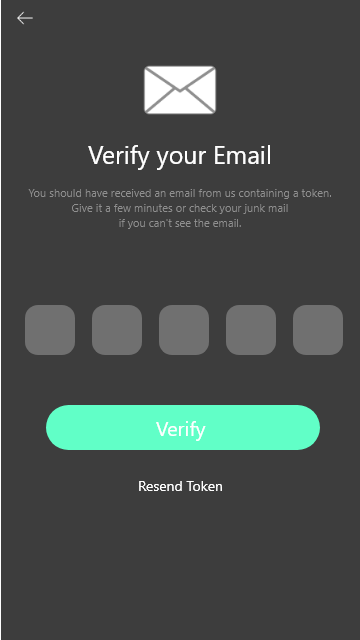 Verify your Email
You should have received an email from us containing a token.
Give it a few minutes or check your junk mail
if you can't see the email.
Verify
Resend Token